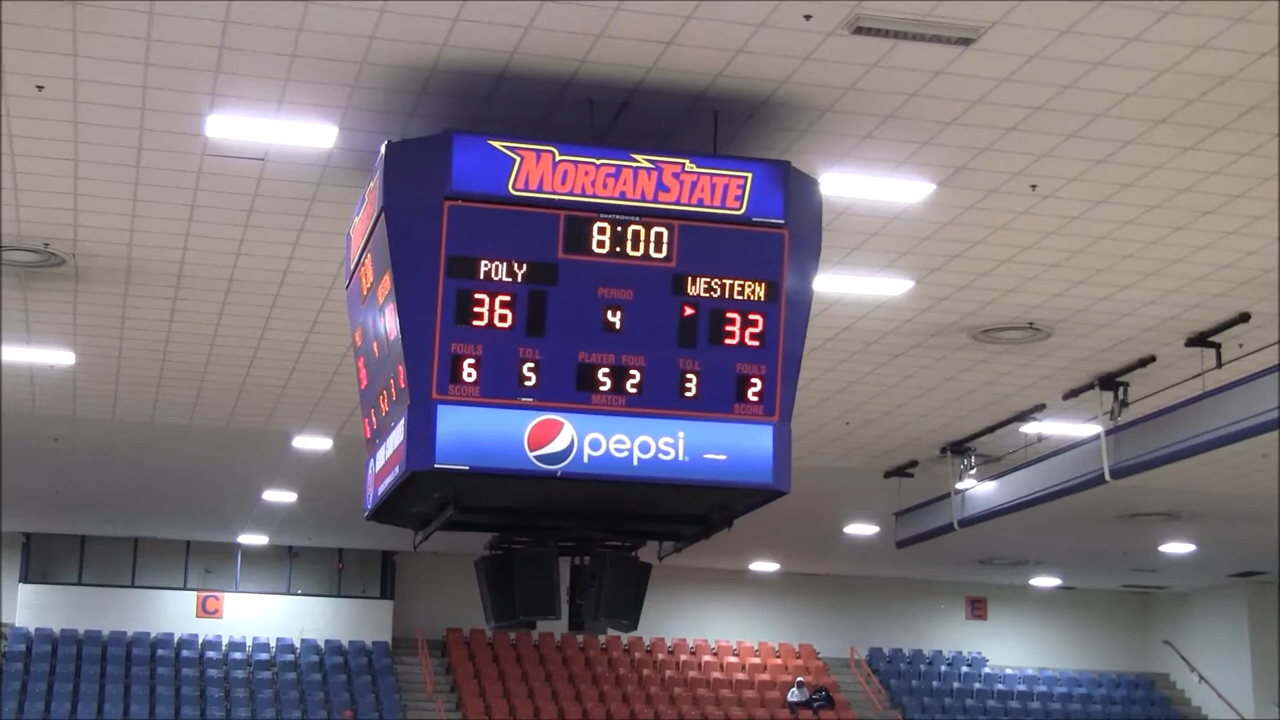 MORGAN STATE
DAKTRONICS
8:00
POLY WESTERN
PERIOD
36 4 32
FOULS T.O.L PLAYER FOUL T.O.L FOULS
6 5 5 2 3 2
SCORE MATCH SCORE
pepsi
C E